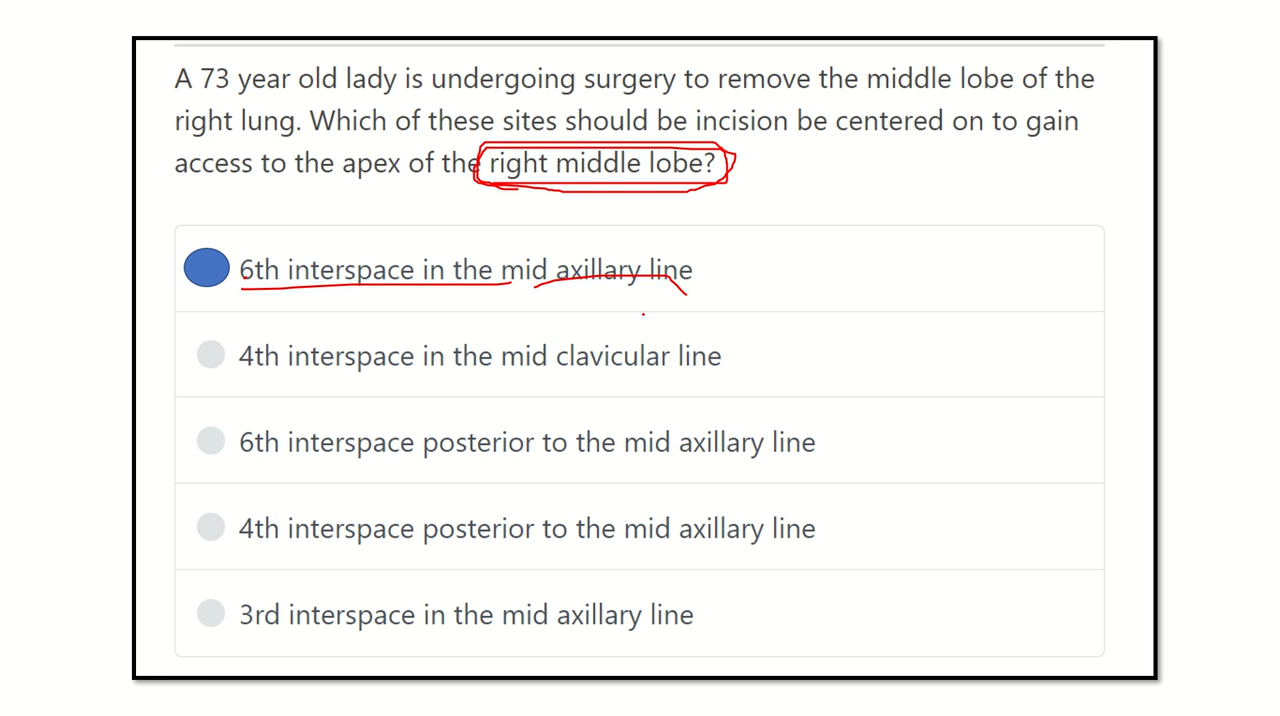 A 73 year old lady is undergoing surgery to remove the middle lobe of the
right lung. Which of these sites should be incision be centered on to gain
access to the apex of the right middle lobe?
6th interspace in the mid axillary line
4th interspace in the mid clavicular line
6th interspace posterior to the mid axillary line
4th interspace posterior to the mid axillary line
3rd interspace in the mid axillary line